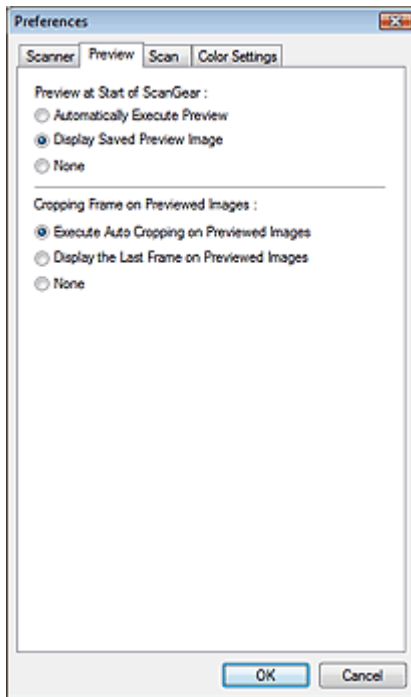 Preferences
Scanner Preview Scan Color Settings
Preview at Start of ScanGear :
Automatically Execute Preview
Display Saved Preview Image
None
Cropping Frame on Previewed Images :
Execute Auto Cropping on Previewed Images
Display the Last Frame on Previewed Images
None
OK Cancel